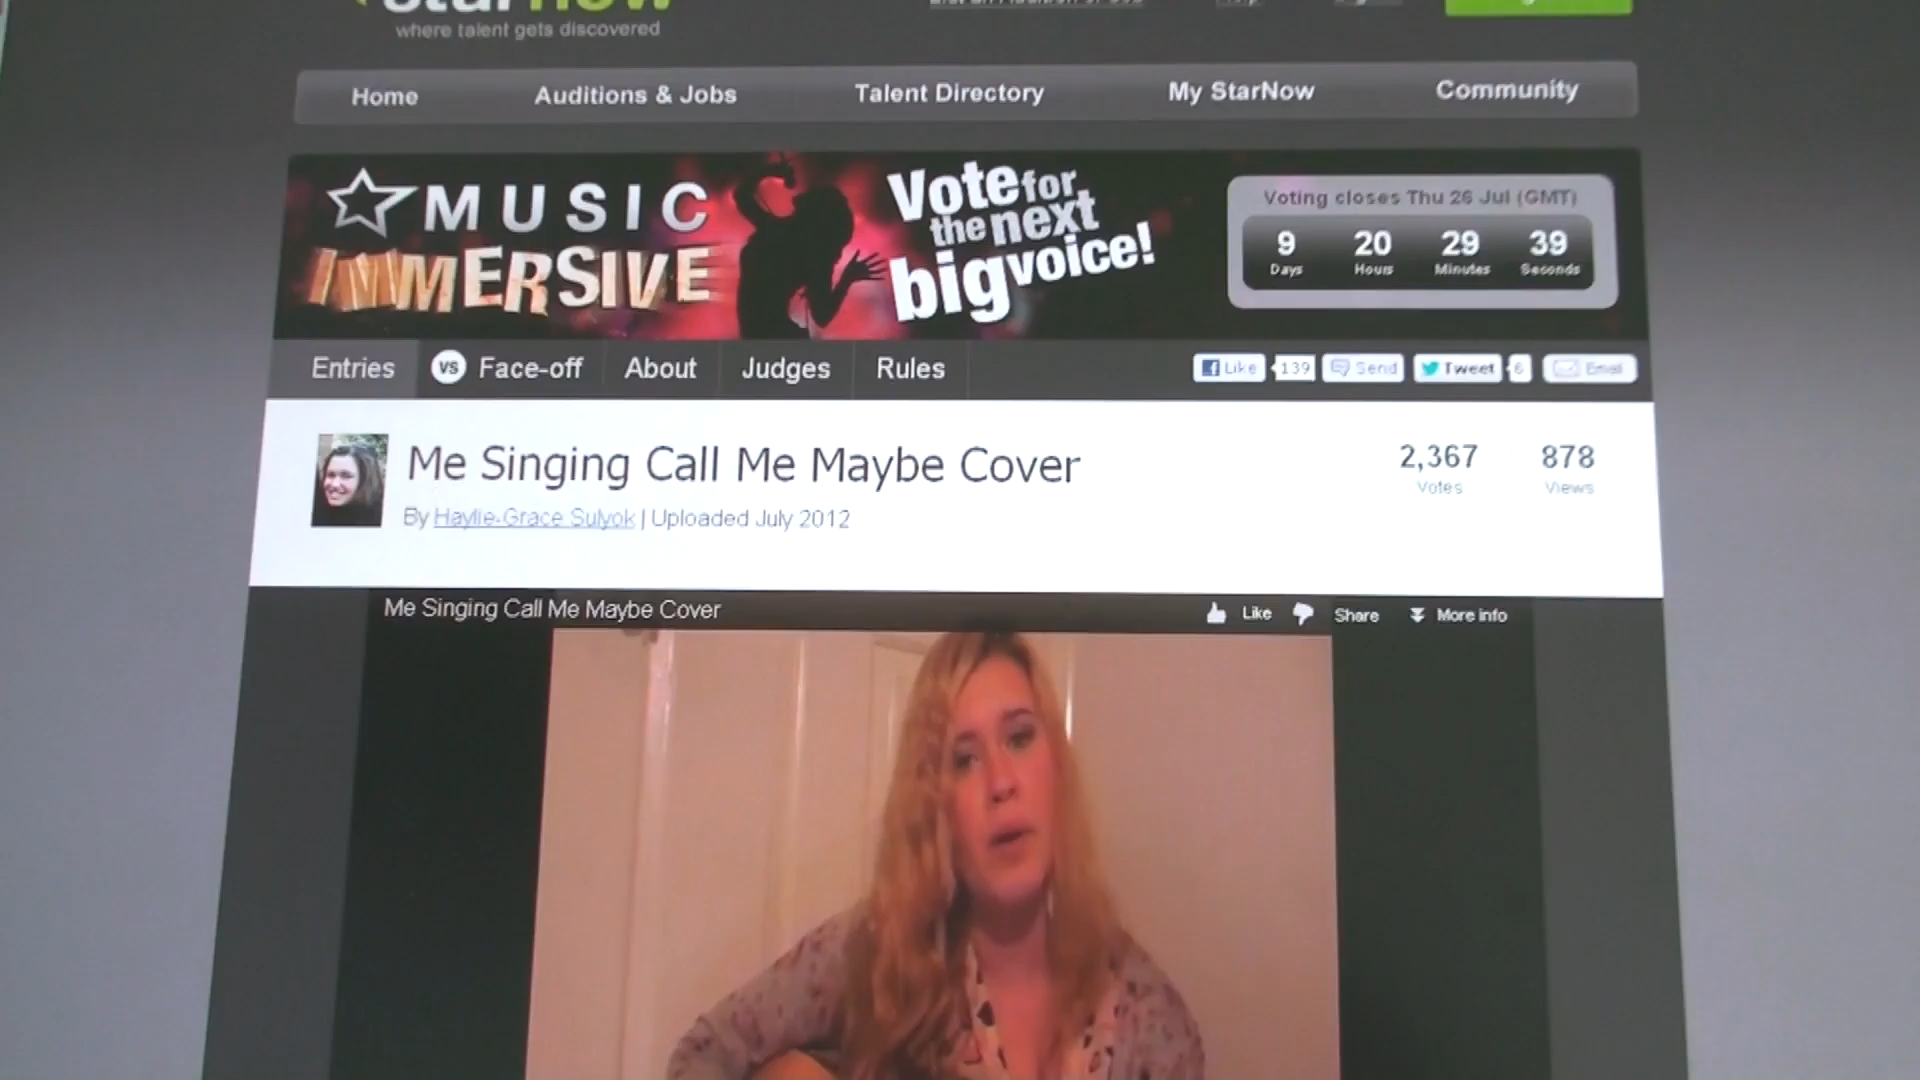 starnow
where talent gets discovered
Home Auditions & Jobs Talent Directory My StarNow Community
MUSIC
IMMERSIVE
Vote for
the next
big voice!
Voting closes Thu 26 Jul (GMT)
9 20 29 39
Days Hours Minutes Seconds
Entries vs Face-off About Judges Rules
Like 139 Send Tweet 6 Email
Me Singing Call Me Maybe Cover
2,367 878
Votes Views
By Haylie-Grace Sulyok | Uploaded July 2012
Me Singing Call Me Maybe Cover
Like Share More info